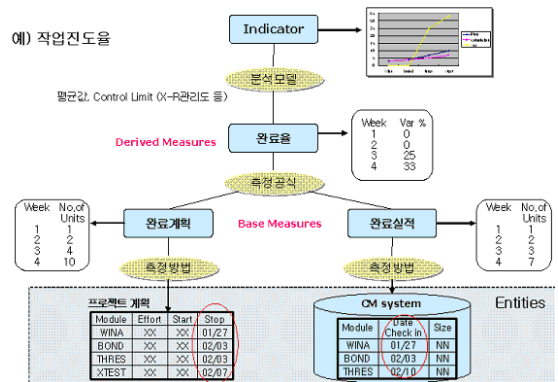 예) 작업진도율
Indicator
분석모델
평균값, Control Limit (X-R관리도 등)
Derived Measures
완료율
Week Var %
1 0
2 0
3 25
4 33
측정공식
Week No,of Units
1 1
2 2
3 4
4 10
완료계획
Base Measures
완료실적
Week No,of Units
1 1
2 2
3 3
4 7
측정방법
측정방법
Entities
프로젝트 계획
Module Effort Start Stop
WINA XX XX 01/27
BOND XX XX 02/03
THRES XX XX 02/03
XTEST XX XX 02/07
CM system
Module Date Check in Size
WINA 01/27 NN
BOND 02/03 NN
THRES 02/10 NN